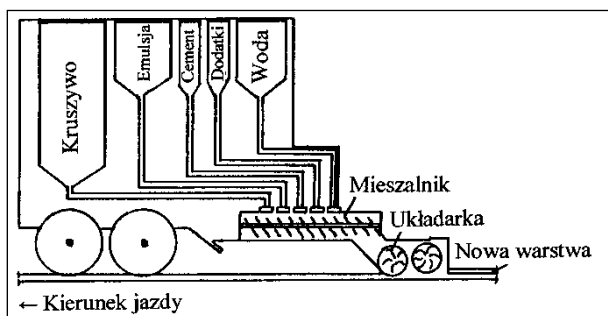 Kruszywo
Emulsja
Cement
Dodatki
Woda
Mieszalnik
Układarka
Nowa warstwa
← Kierunek jazdy